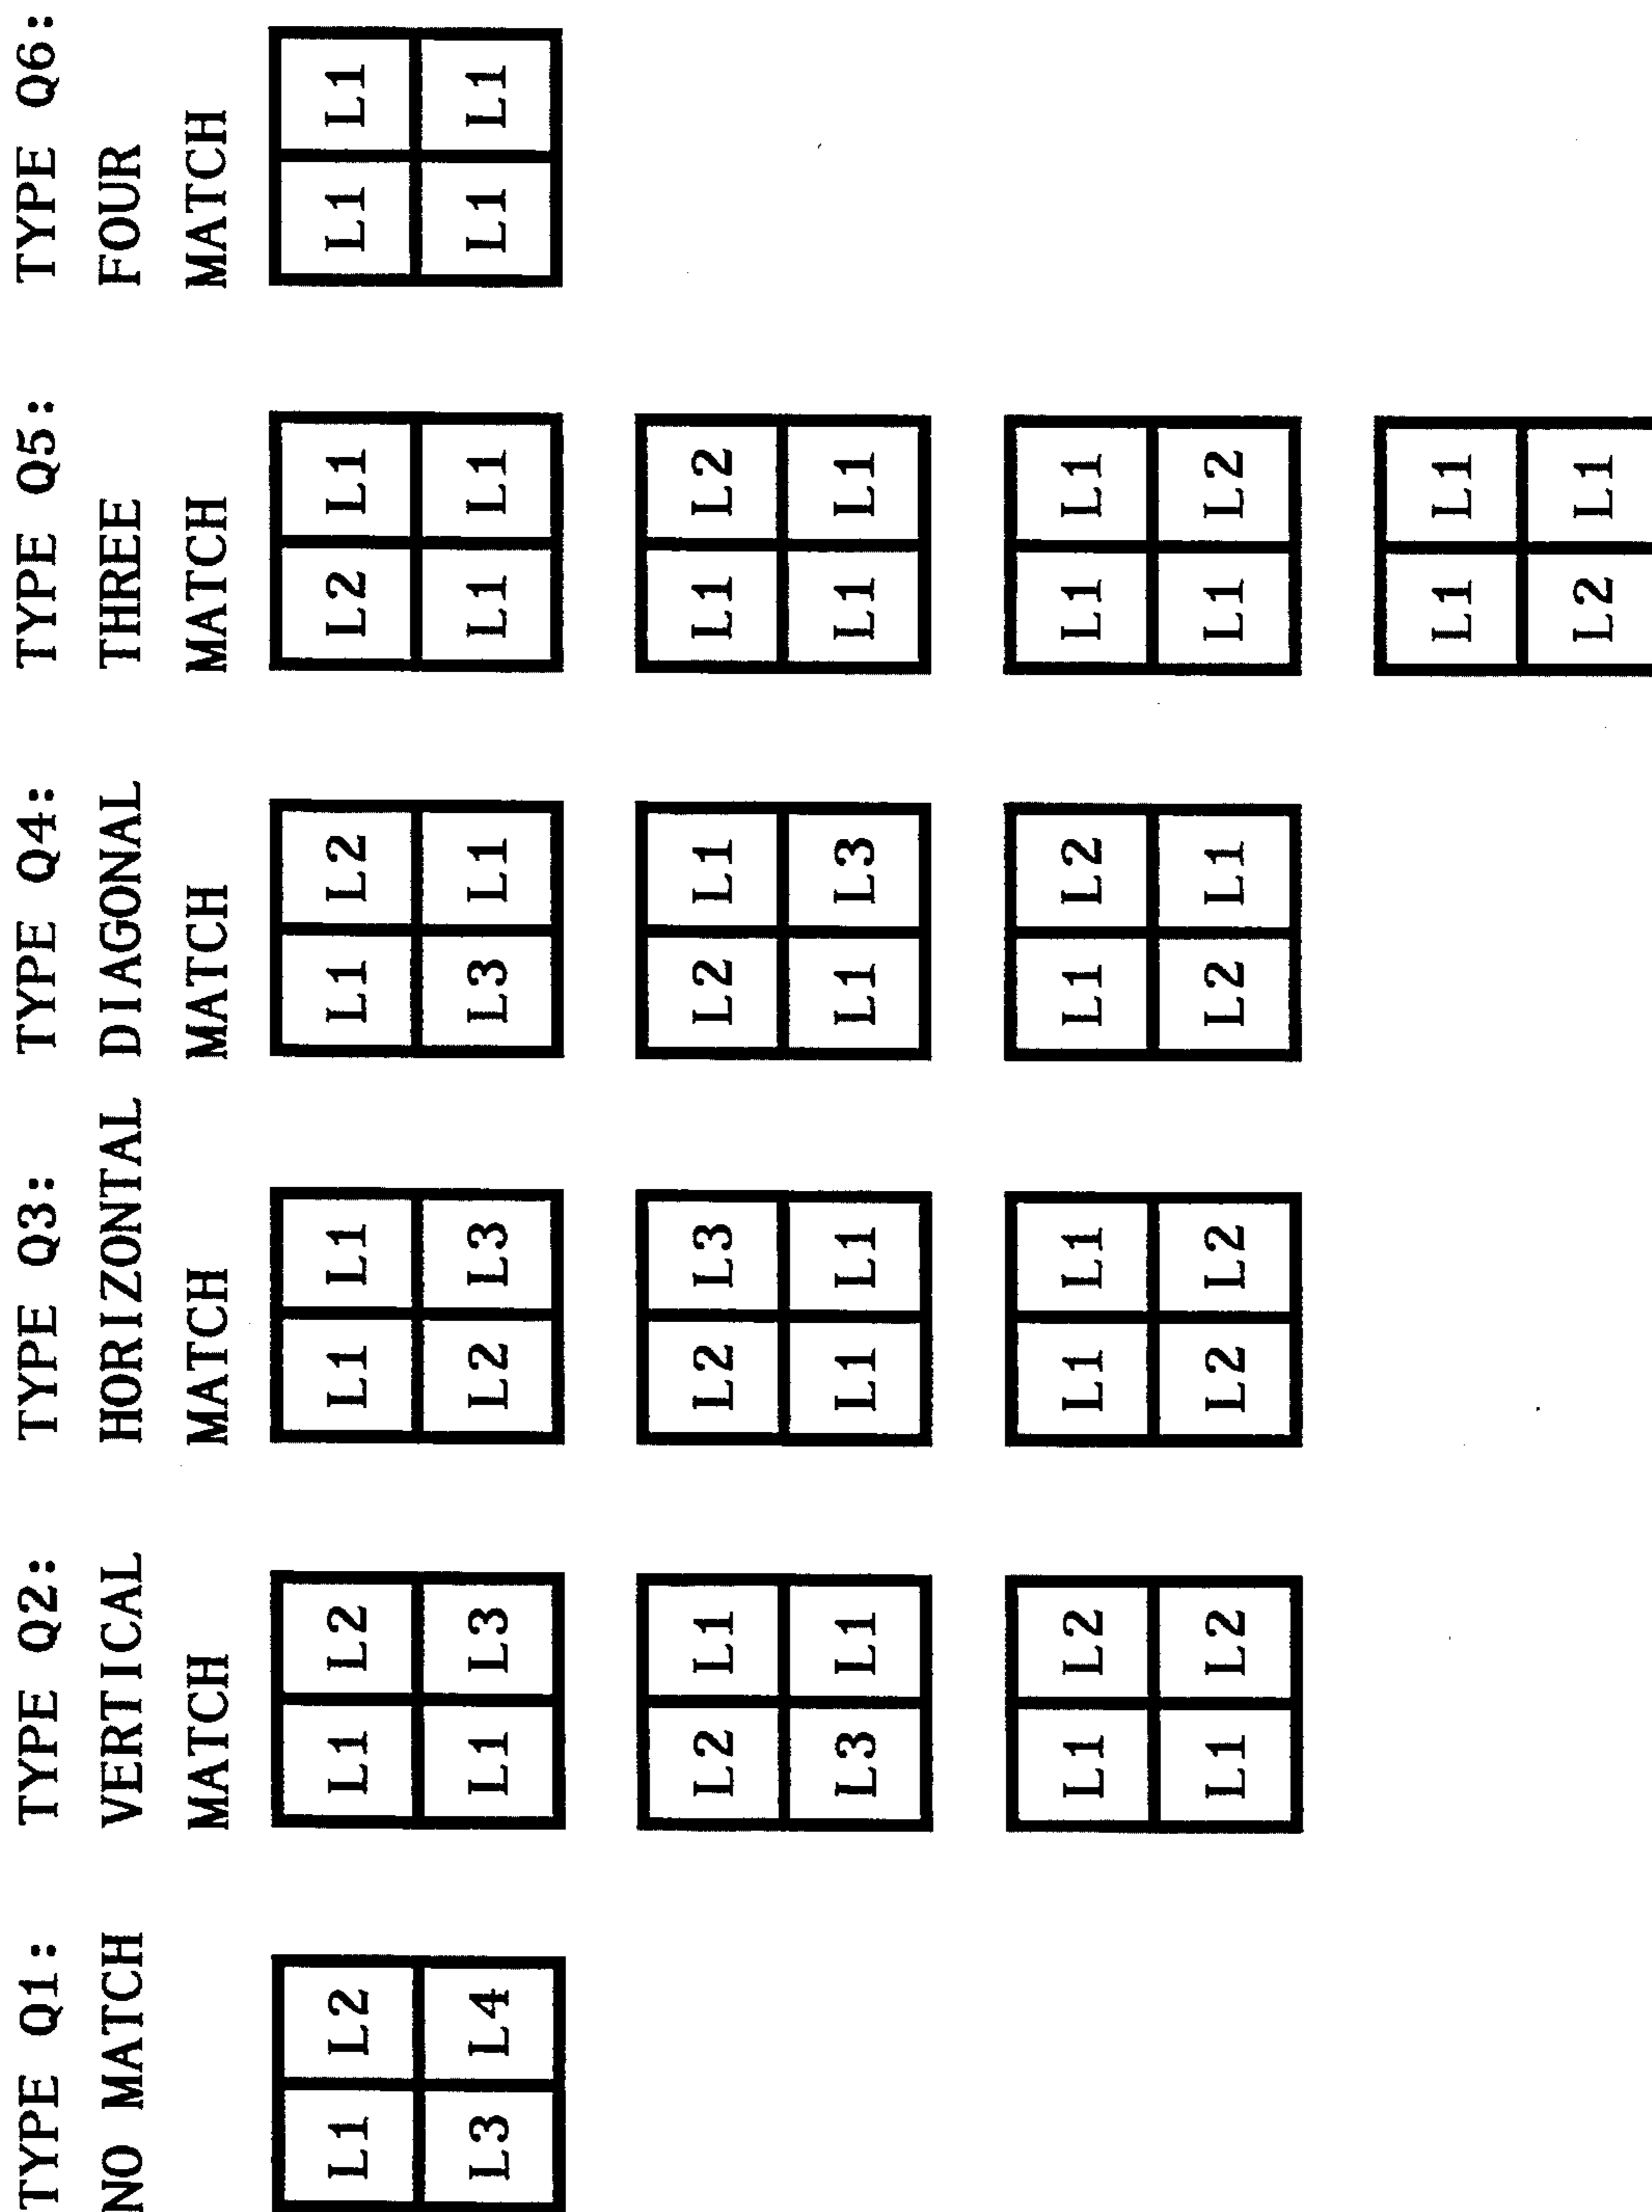 TYPE Q1: TYPE Q2: TYPE Q3: TYPE Q4: TYPE Q5: TYPE Q6:
NO MATCH VERTICAL HORIZONTAL DIAGONAL THREE FOUR
MATCH MATCH MATCH MATCH MATCH
L1 L2 L1 L2 L1 L1 L1 L2 L2 L1 L1 L1
L3 L4 L1 L3 L2 L3 L3 L1 L1 L1 L1 L1
L2 L1 L2 L3 L2 L1 L1 L2
L3 L1 L1 L1 L1 L3 L1 L1
L1 L2 L1 L1 L1 L2 L1 L1
L1 L2 L2 L2 L2 L1 L1 L2
L1 L1
L2 L1